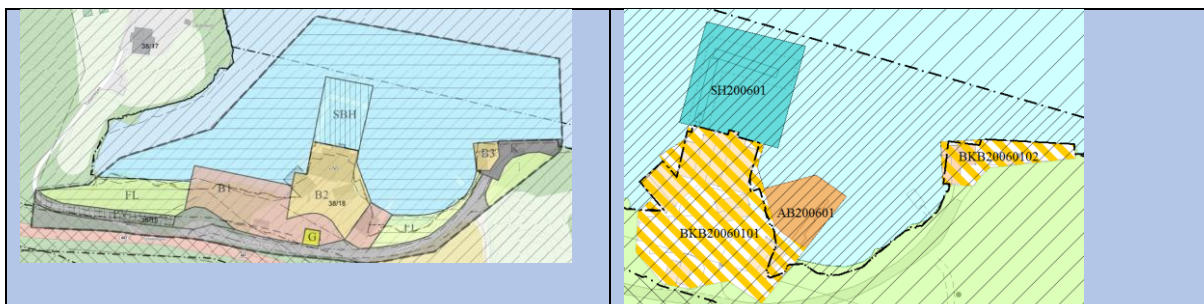 38/17
SBH
B3
K
FL
B1
B2
38/18
G
FL
SH200601
BKB20060102
AB200601
BKB20060101